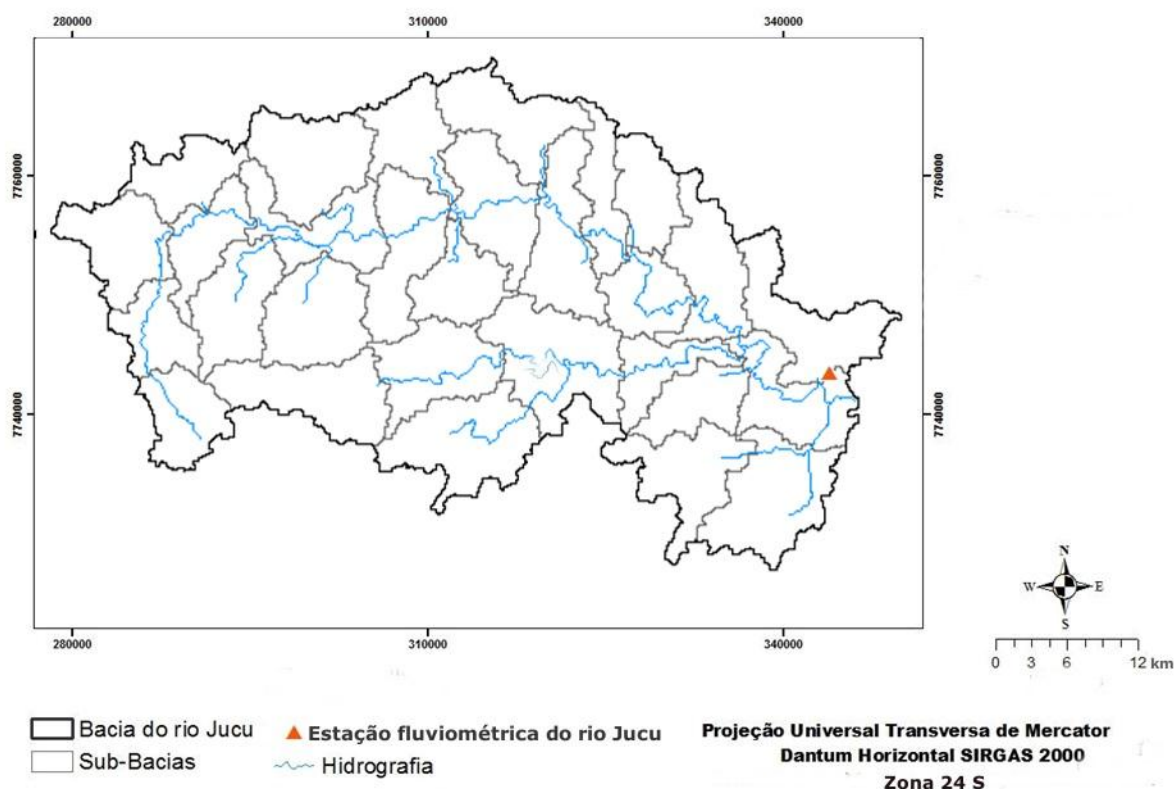 280000 310000 340000
7760000 7760000
7740000 7740000
N
W E
S
280000 310000 340000
0 3 6 12 km
Bacia do rio Jucu
Estação fluviométrica do rio Jucu
Sub-Bacias
Hidrografia
Projeção Universal Transversa de Mercator
Dantum Horizontal SIRGAS 2000
Zona 24 S